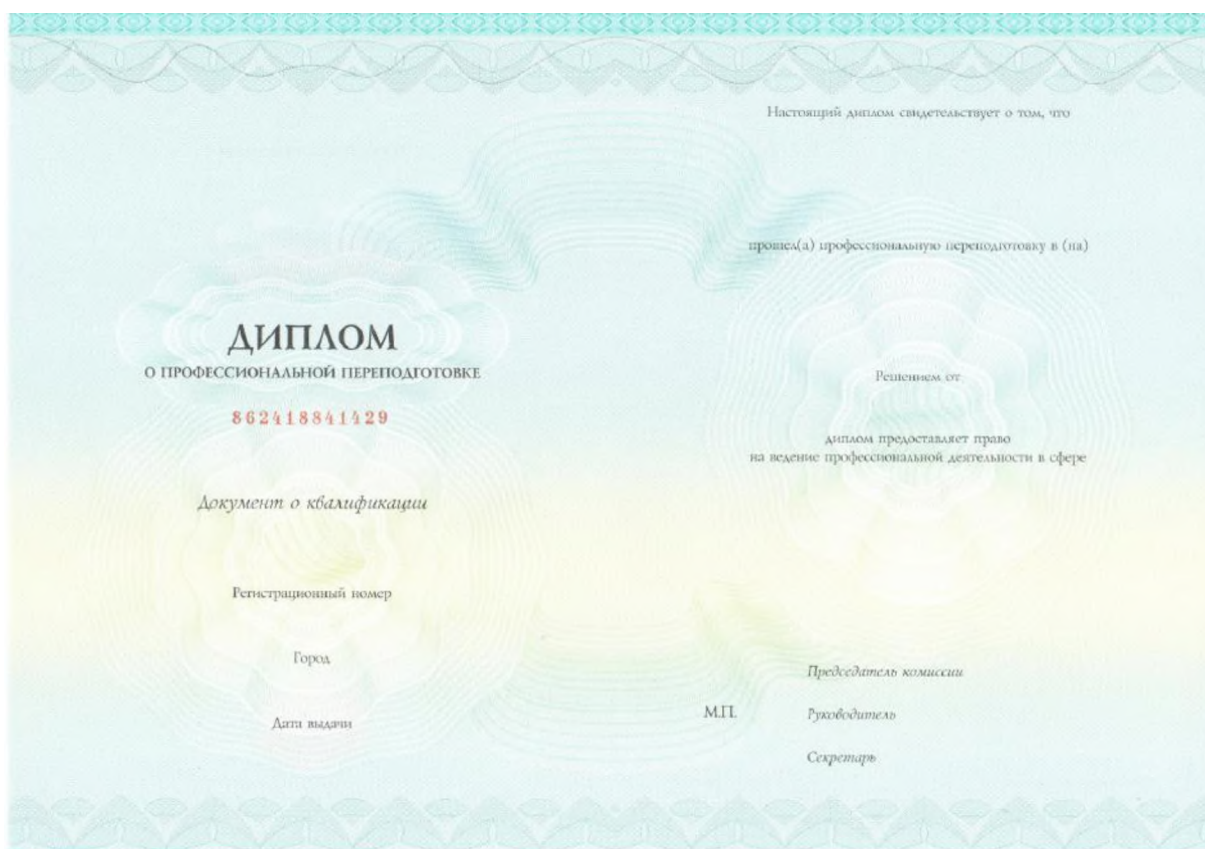 ДИПЛОМ
О ПРОФЕССИОНАЛЬНОЙ ПЕРЕПОДГОТОВКЕ
862418841429
Документ о квалификации
Регистрационный номер
Город
Дата выдачи
Настоящий диплом свидетельствует о том, что
прошел(а) профессиональную переподготовку в (на)
Решением от
диплом предоставляет право
на ведение профессиональной деятельности в сфере
Председатель комиссии
М.П.
Руководитель
Секретарь